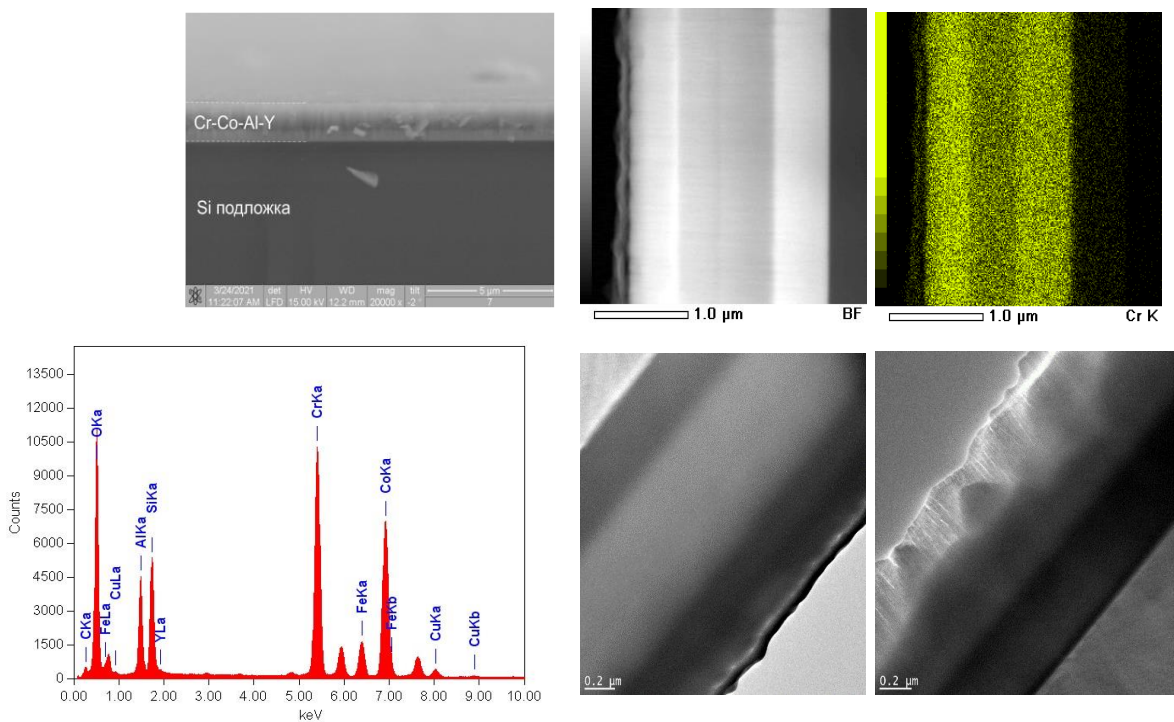 Cr-Co-Al-Y
Si подложка
3/24/2021 det HV WD mag tilt 5 µm
11:22:07 AM LFD 15.00 kV 12.2 mm 20000 x -2 ° 7
1.0 µm BF
1.0 µm Cr K
13500
12000
10500
9000
7500
6000
4500
3000
1500
0
Counts
CKa
OKa
FeLa
CuLa
AlKa
SiKa
YLa
CrKa
FeKa
CoKa
FeKb
CuKa
CuKb
0.00 1.00 2.00 3.00 4.00 5.00 6.00 7.00 8.00 9.00 10.00
keV
0.2 µm
0.2 µm